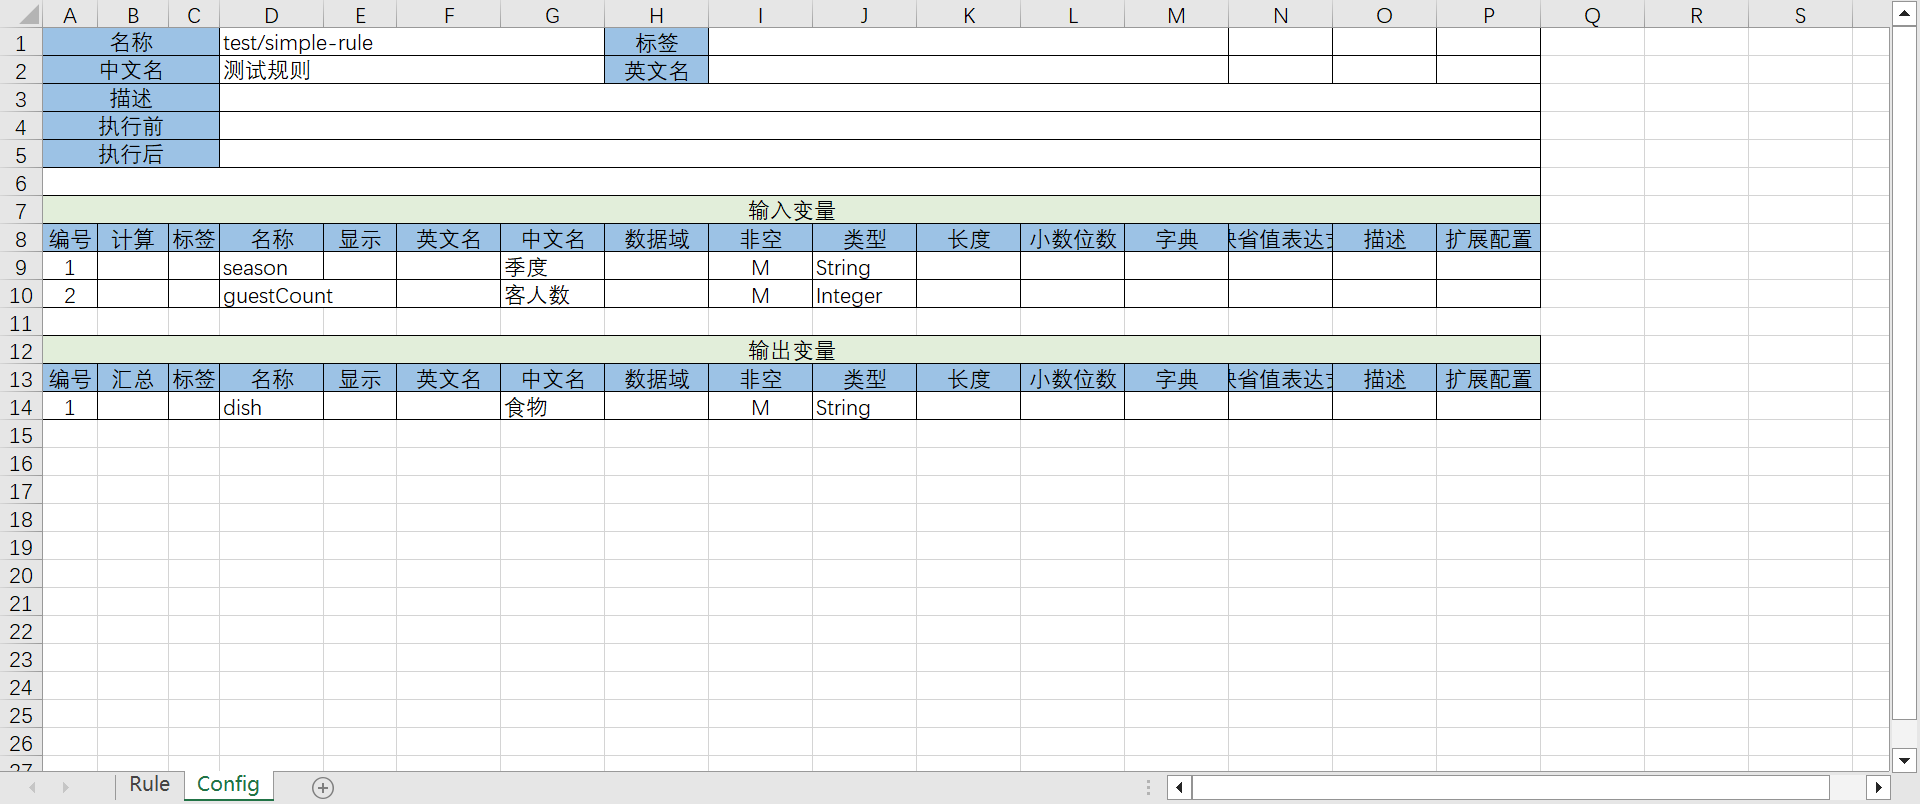 A B C D E F G H I J K L M N O P Q R S
1 名称 test/simple-rule 标签
2 中文名 测试规则 英文名
3 描述
4 执行前
5 执行后
6
7 输入变量
8 编号 计算 标签 名称 显示 英文名 中文名 数据域 非空 类型 长度 小数位数 字典 省值表达 描述 扩展配置
9 1 season 季度 M String
10 2 guestCount 客人数 M Integer
11
12 输出变量
13 编号 汇总 标签 名称 显示 英文名 中文名 数据域 非空 类型 长度 小数位数 字典 省值表达 描述 扩展配置
14 1 dish 食物 M String
15
16
17
18
19
20
21
22
23
24
25
26
27
Rule Config